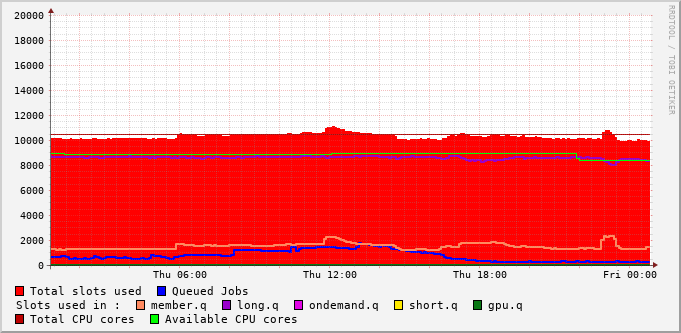 RRDTOOL / TOBI OETIKER
20000
18000
16000
14000
12000
10000
8000
6000
4000
2000
0
Thu 06:00 Thu 12:00 Thu 18:00 Fri 00:00
Total slots used Queued Jobs
Slots used in : member.q long.q ondemand.q short.q gpu.q
Total CPU cores Available CPU cores